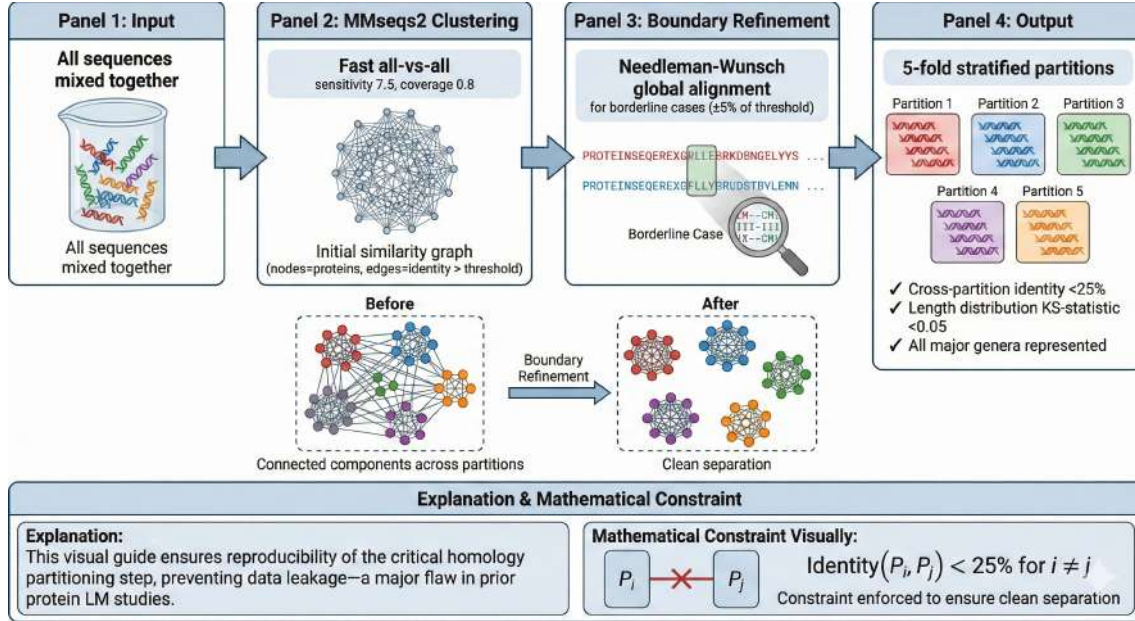 Panel 1: Input
All sequences
mixed together
All sequences
mixed together
Panel 2: MMseqs2 Clustering
Fast all-vs-all
sensitivity 7.5, coverage 0.8
Initial similarity graph
(nodes=proteins, edges=identity > threshold)
Panel 3: Boundary Refinement
Needleman-Wunsch
global alignment
for borderline cases (±5% of threshold)
PROTEINSEQEREXGRLLEBRKDBNGELYYS ...
PROTEINSEQEREXGFLLYBRUDSTBYLEMN ...
Borderline Case
Panel 4: Output
5-fold stratified partitions
Partition 1
Partition 2
Partition 3
Partition 4
Partition 5
✓ Cross-partition identity <25%
✓ Length distribution KS-statistic
<0.05
✓ All major genera represented
Before
Connected components across partitions
Boundary
Refinement
After
Clean separation
Explanation & Mathematical Constraint
Explanation:
This visual guide ensures reproducibility of the critical homology
partitioning step, preventing data leakage—a major flaw in prior
protein LM studies.
Mathematical Constraint Visually:
P_i
P_j
Identity(P_i, P_j) < 25% for i ≠ j
Constraint enforced to ensure clean separation